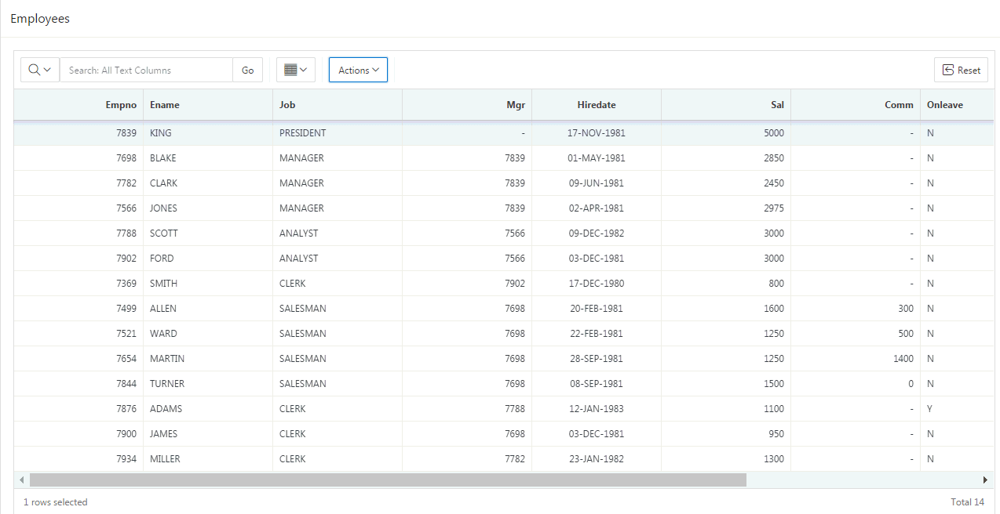 Employees
Search: All Text Columns Go Actions Reset
Empno Ename Job Mgr Hiredate Sal Comm Onleave
7839 KING PRESIDENT - 17-NOV-1981 5000 - N
7698 BLAKE MANAGER 7839 01-MAY-1981 2850 - N
7782 CLARK MANAGER 7839 09-JUN-1981 2450 - N
7566 JONES MANAGER 7839 02-APR-1981 2975 - N
7788 SCOTT ANALYST 7566 09-DEC-1982 3000 - N
7902 FORD ANALYST 7566 03-DEC-1981 3000 - N
7369 SMITH CLERK 7902 17-DEC-1980 800 - N
7499 ALLEN SALESMAN 7698 20-FEB-1981 1600 300 N
7521 WARD SALESMAN 7698 22-FEB-1981 1250 500 N
7654 MARTIN SALESMAN 7698 28-SEP-1981 1250 1400 N
7844 TURNER SALESMAN 7698 08-SEP-1981 1500 0 N
7876 ADAMS CLERK 7788 12-JAN-1983 1100 - Y
7900 JAMES CLERK 7698 03-DEC-1981 950 - N
7934 MILLER CLERK 7782 23-JAN-1982 1300 - N
1 rows selected Total 14